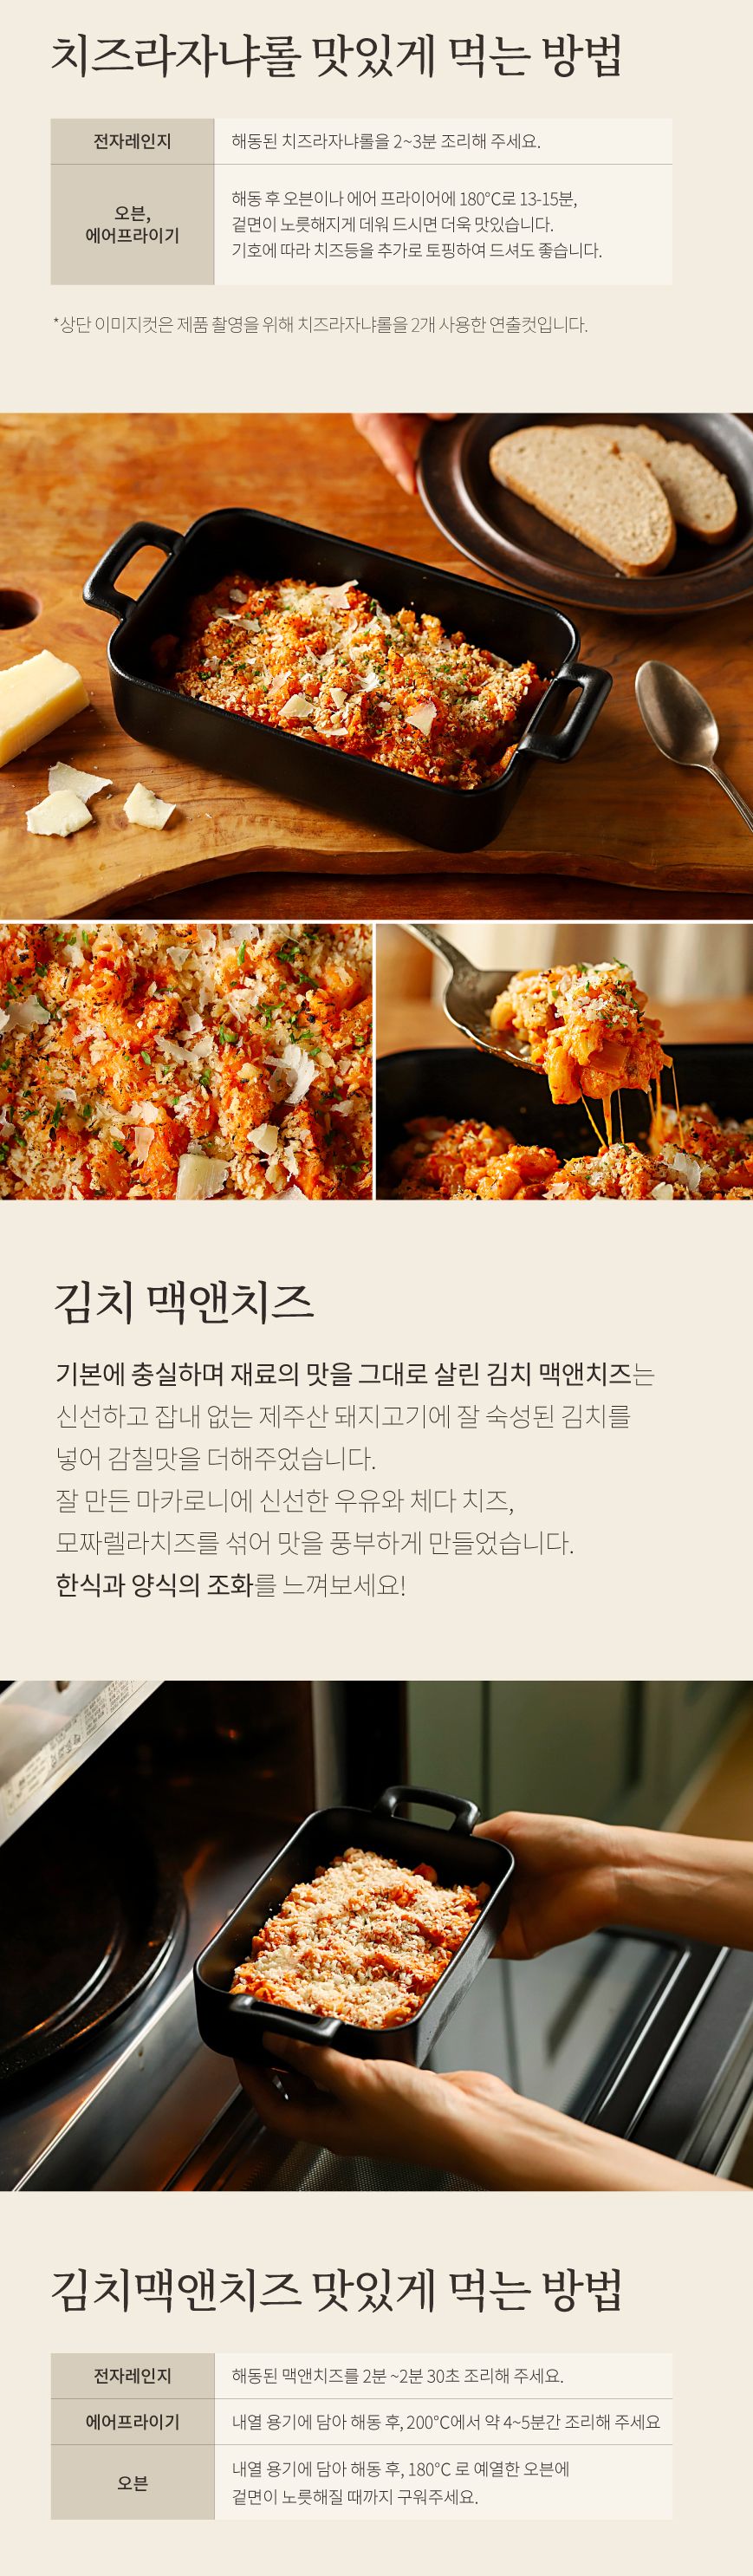 치즈라자냐롤 맛있게 먹는 방법
전자레인지
해동된 치즈라자냐롤을 2~3분 조리해 주세요.
오븐,
에어프라이기
해동 후 오븐이나 에어 프라이어에 180°C로 13-15분,
겉면이 노릇해지게 데워 드시면 더욱 맛있습니다.
기호에 따라 치즈등을 추가로 토핑하여 드셔도 좋습니다.
*상단 이미지컷은 제품 촬영을 위해 치즈라자냐롤을 2개 사용한 연출컷입니다.
김치 맥앤치즈
기본에 충실하며 재료의 맛을 그대로 살린 김치 맥앤치즈는
신선하고 잡내 없는 제주산 돼지고기에 잘 숙성된 김치를
넣어 감칠맛을 더해주었습니다.
잘 만든 마카로니에 신선한 우유와 체다 치즈,
모짜렐라치즈를 섞어 맛을 풍부하게 만들었습니다.
한식과 양식의 조화를 느껴보세요!
김치맥앤치즈 맛있게 먹는 방법
전자레인지
해동된 맥앤치즈를 2분 ~2분 30초 조리해 주세요.
에어프라이기
내열 용기에 담아 해동 후, 200°C에서 약 4~5분간 조리해 주세요
오븐
내열 용기에 담아 해동 후, 180°C 로 예열한 오븐에
겉면이 노릇해질 때까지 구워주세요.